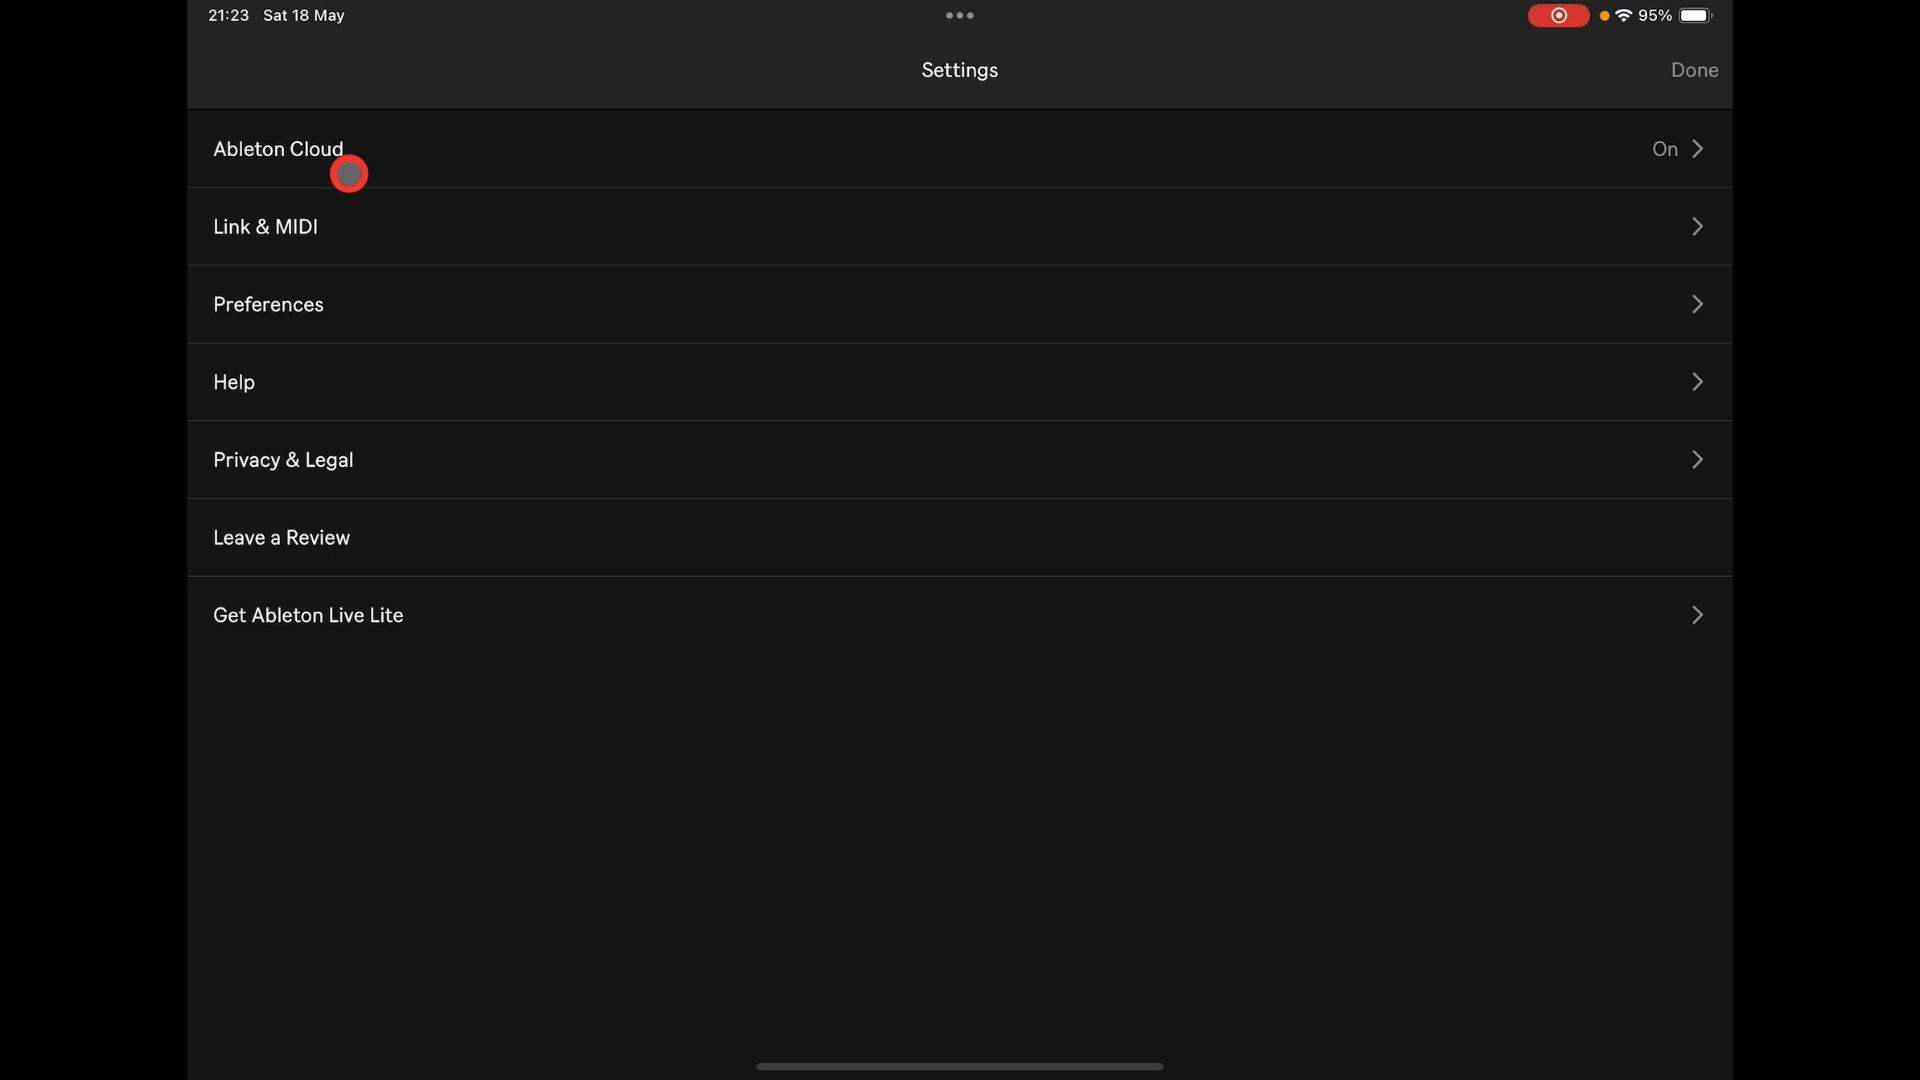 21:23 Sat 18 May
95%
Settings
Done
Ableton Cloud
On
Link & MIDI
Preferences
Help
Privacy & Legal
Leave a Review
Get Ableton Live Lite